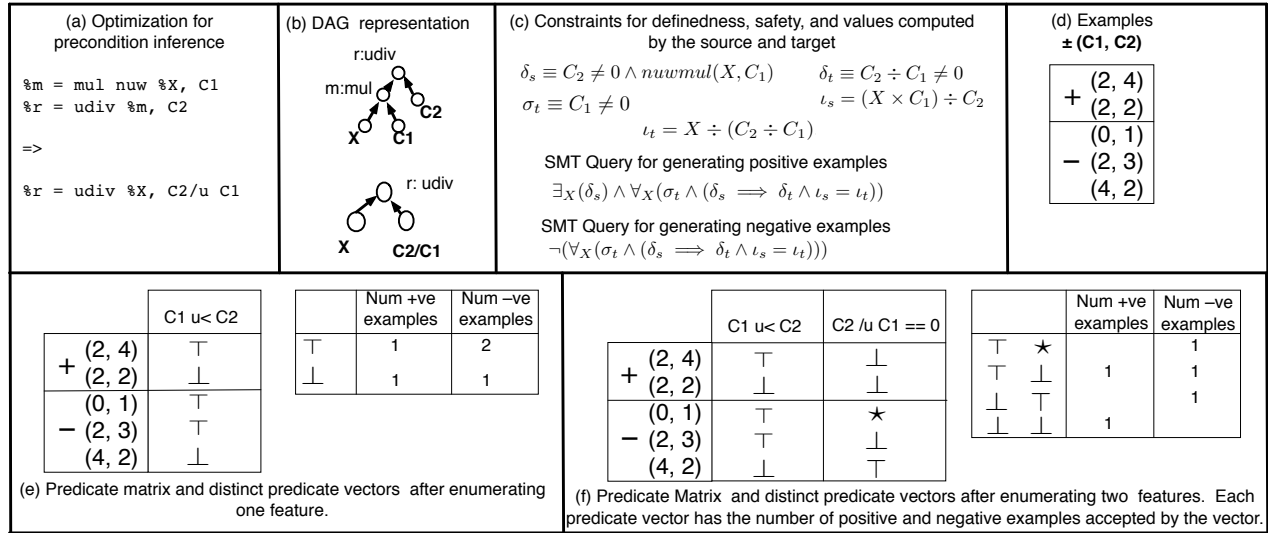 (a) Optimization for
precondition inference
%m = mul nuw %X, C1
%r = udiv %m, C2
=>
%r = udiv %X, C2/u C1
(b) DAG representation
r:udiv
m:mul
C2
X C1
r: udiv
X C2/C1
(c) Constraints for definedness, safety, and values computed
by the source and target
δs ≡ C2 ≠ 0 ∧ nuwmul(X, C1) δt ≡ C2 ÷ C1 ≠ 0
σt ≡ C1 ≠ 0 ιs = (X × C1) ÷ C2
ιt = X ÷ (C2 ÷ C1)
SMT Query for generating positive examples
∃X(δs) ∧ ∀X(σt ∧ (δs ⟹ δt ∧ ιs = ιt))
SMT Query for generating negative examples
¬(∀X(σt ∧ (δs ⟹ δt ∧ ιs = ιt)))
(d) Examples
± (C1, C2)
+ (2, 4)
(2, 2)
(0, 1)
− (2, 3)
(4, 2)
C1 u< C2
+ (2, 4) ⊤
(2, 2) ⊥
(0, 1) ⊤
− (2, 3) ⊤
(4, 2) ⊥
Num +ve Num –ve
examples examples
⊤ 1 2
⊥ 1 1
(e) Predicate matrix and distinct predicate vectors after enumerating
one feature.
C1 u< C2 C2 /u C1 == 0
+ (2, 4) ⊤ ⊥
(2, 2) ⊥ ⊥
(0, 1) ⊤ ⋆
− (2, 3) ⊤ ⊥
(4, 2) ⊥ ⊤
Num +ve Num –ve
examples examples
⊤ ⋆ 1
⊤ ⊥ 1 1
⊥ ⊤ 1
⊥ ⊥ 1
(f) Predicate Matrix and distinct predicate vectors after enumerating two features. Each
predicate vector has the number of positive and negative examples accepted by the vector.